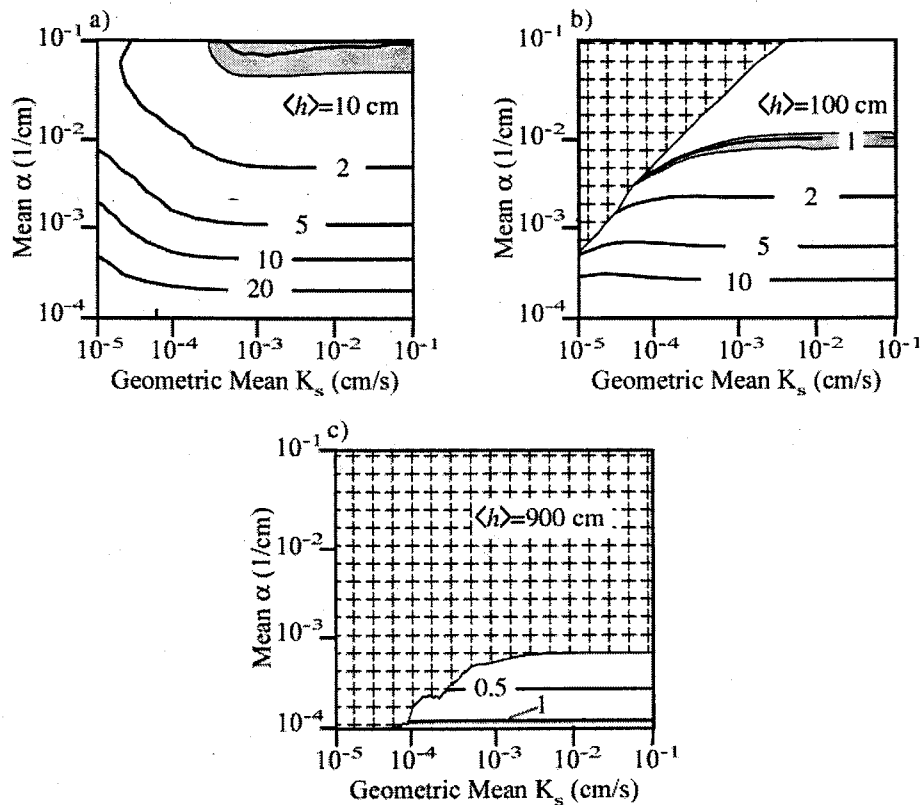 a)
10⁻¹
10⁻²
10⁻³
10⁻⁴
Mean α (1/cm)
⟨h⟩=10 cm
2
5
10
20
10⁻⁵ 10⁻⁴ 10⁻³ 10⁻² 10⁻¹
Geometric Mean Kₛ (cm/s)
b)
10⁻¹
10⁻²
10⁻³
10⁻⁴
Mean α (1/cm)
⟨h⟩=100 cm
1
2
5
10
10⁻⁵ 10⁻⁴ 10⁻³ 10⁻² 10⁻¹
Geometric Mean Kₛ (cm/s)
c)
10⁻¹
10⁻²
10⁻³
10⁻⁴
Mean α (1/cm)
⟨h⟩=900 cm
0.5
1
10⁻⁵ 10⁻⁴ 10⁻³ 10⁻² 10⁻¹
Geometric Mean Kₛ (cm/s)